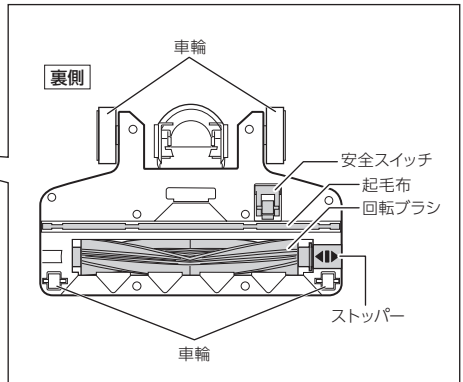 車輪
裏側
安全スイッチ
起毛布
回転ブラシ
ストッパー
車輪